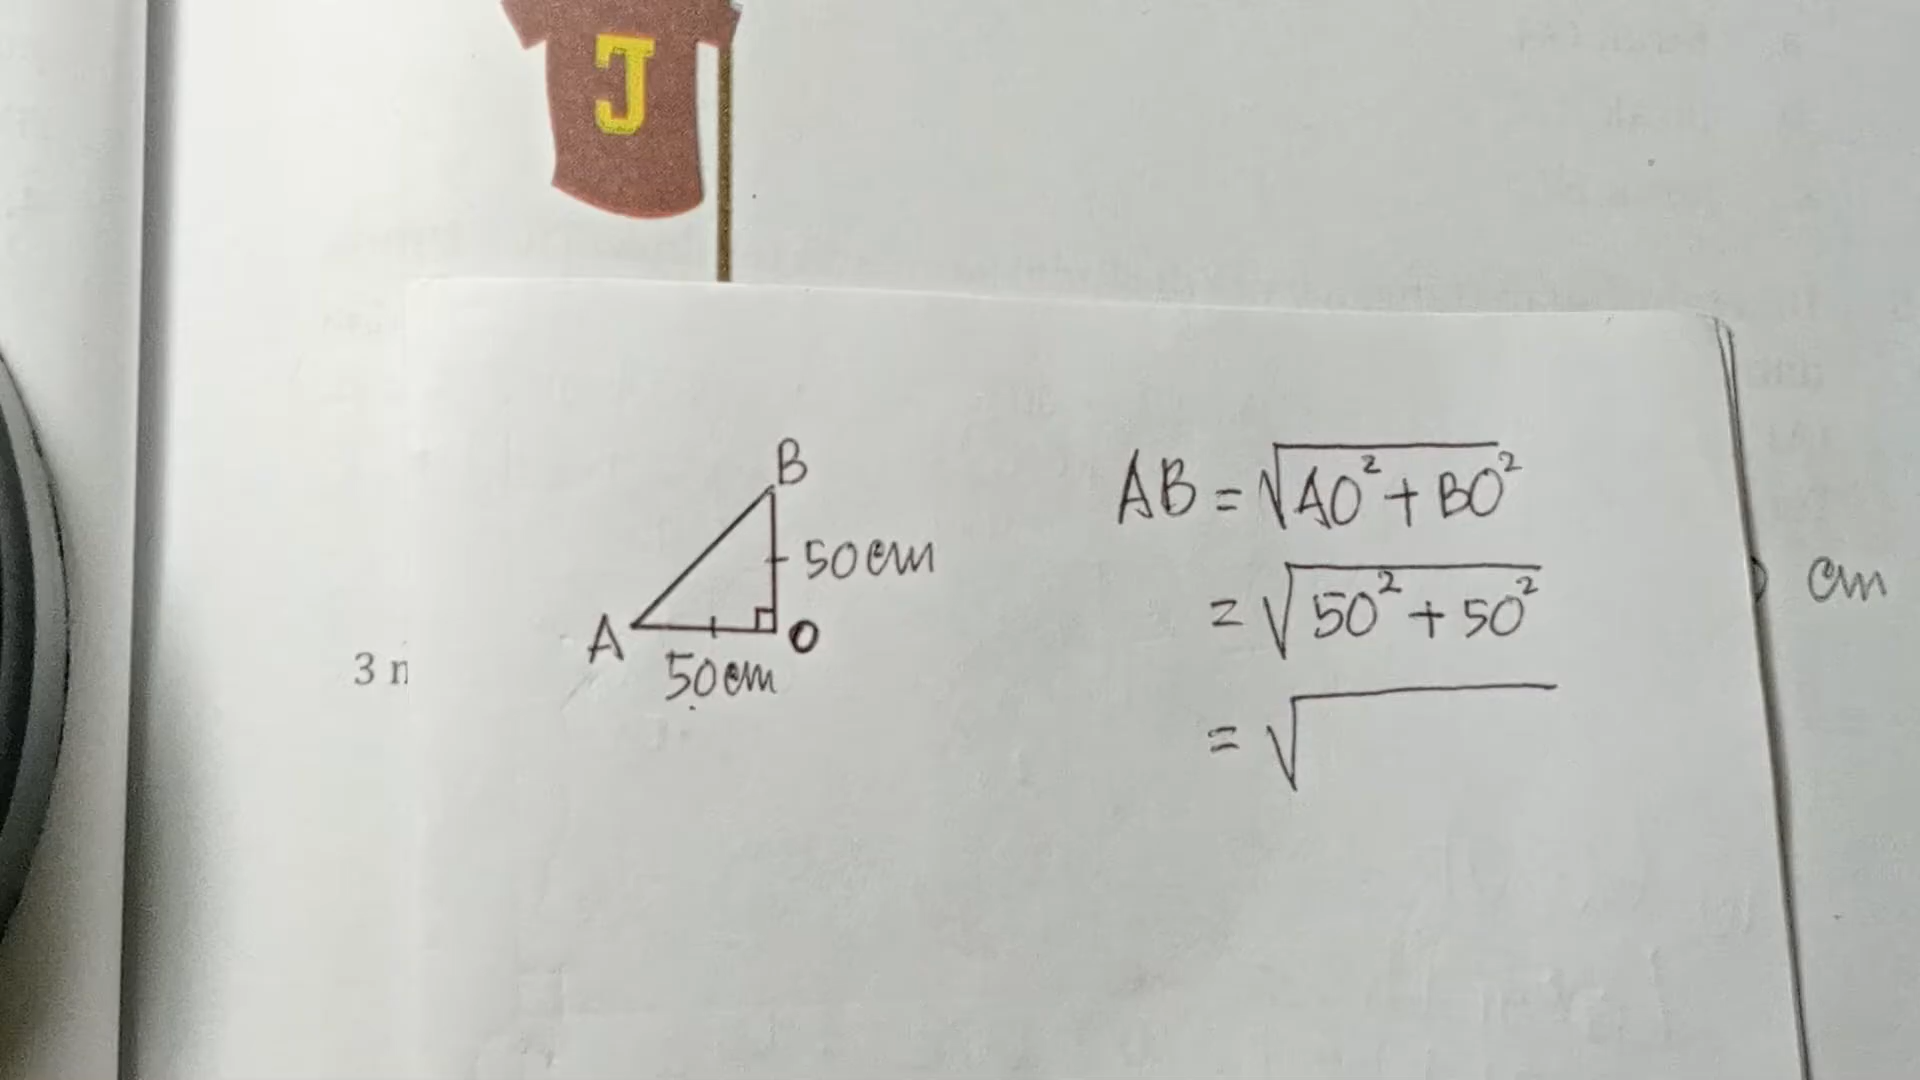 J
B
50cm
A
O
50cm
3
AB = √AO² + BO²
= √50² + 50²
= √
cm